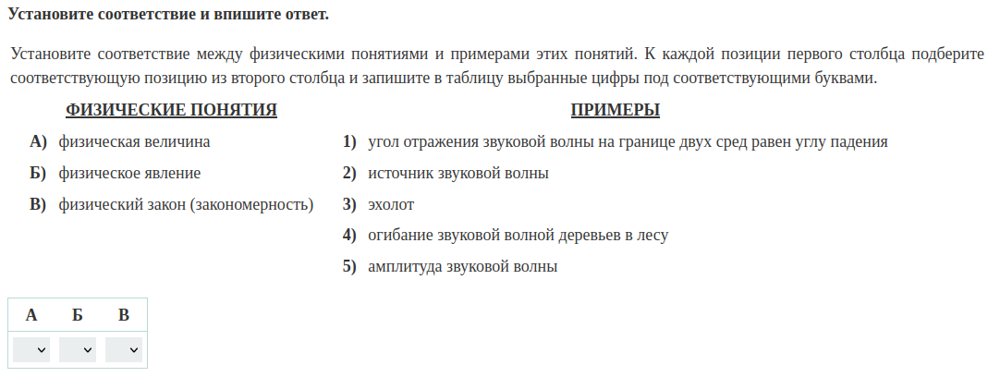 Установите соответствие и впишите ответ.
Установите соответствие между физическими понятиями и примерами этих понятий. К каждой позиции первого столбца подберите
соответствующую позицию из второго столбца и запишите в таблицу выбранные цифры под соответствующими буквами.
ФИЗИЧЕСКИЕ ПОНЯТИЯ ПРИМЕРЫ
А) физическая величина 1) угол отражения звуковой волны на границе двух сред равен углу падения
Б) физическое явление 2) источник звуковой волны
В) физический закон (закономерность) 3) эхолот
4) огибание звуковой волной деревьев в лесу
5) амплитуда звуковой волны
А Б В